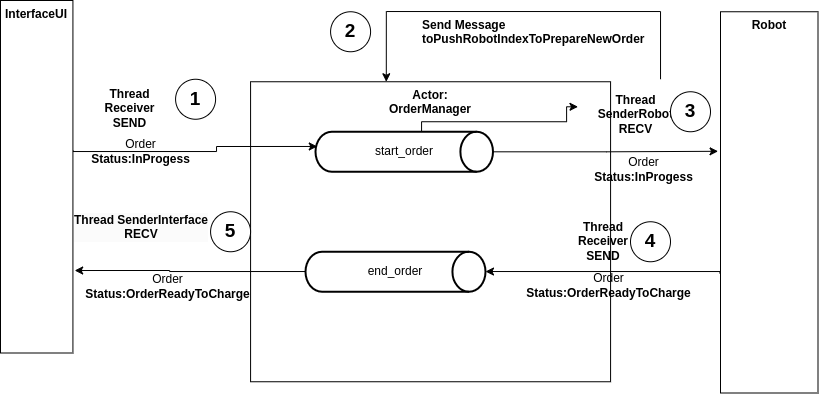 InterfaceUI
Robot
2
Send Message
toPushRobotIndexToPrepareNewOrder
Thread
Receiver
SEND
1
Actor:
OrderManager
Thread
SenderRobo
RECV
3
Order
Status:InProgess
start_order
Order
Status:InProgess
Thread SenderInterface
RECV
5
Thread
Receiver
SEND
4
end_order
Order
Status:OrderReadyToCharge
Order
Status:OrderReadyToCharge